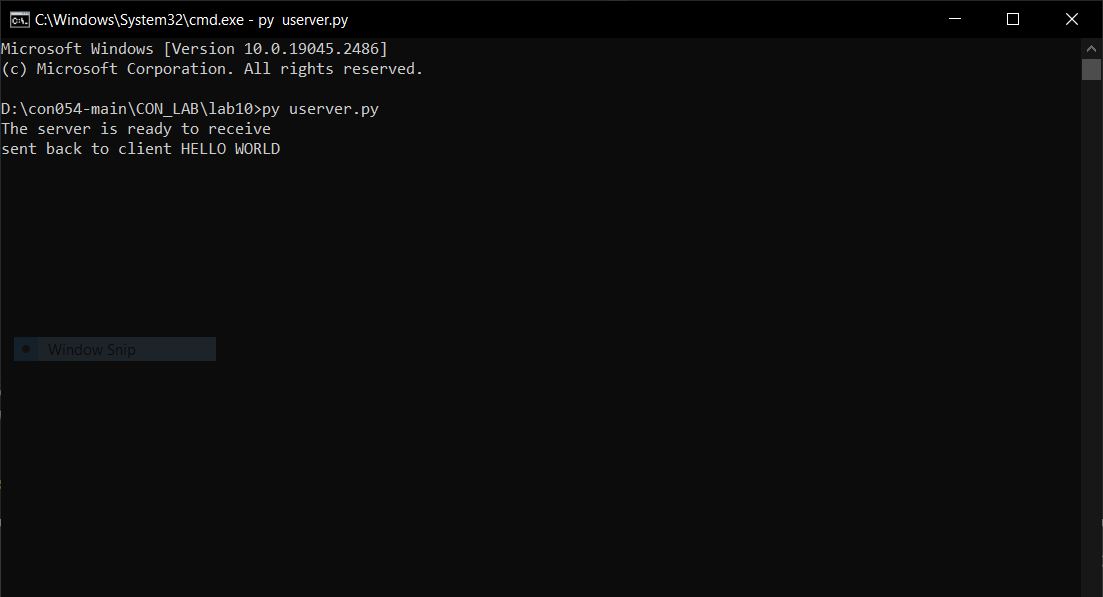 C:\Windows\System32\cmd.exe - py  userver.py
Microsoft Windows [Version 10.0.19045.2486]
(c) Microsoft Corporation. All rights reserved.
D:\con054-main\CON_LAB\lab10>py userver.py
The server is ready to receive
sent back to client HELLO WORLD
Window Snip